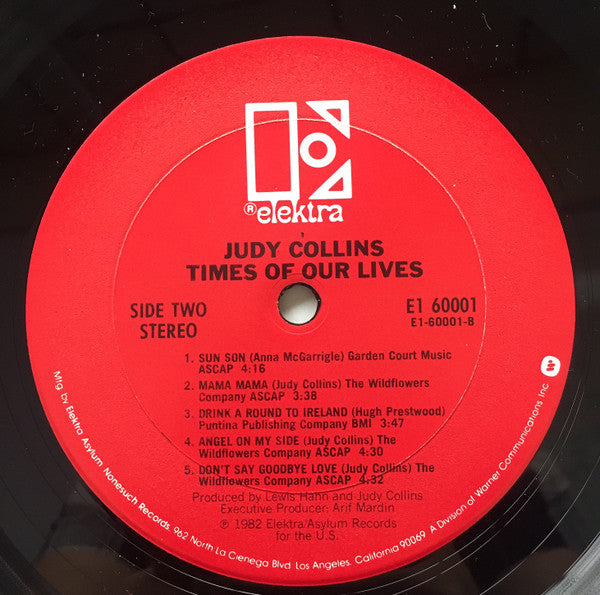 ® elektra
JUDY COLLINS
TIMES OF OUR LIVES
SIDE TWO
STEREO
E1 60001
E1-60001-B
1. SUN SON (Anna McGarrigle) Garden Court Music
ASCAP 4:16
2. MAMA MAMA (Judy Collins) The Wildflowers
Company ASCAP 3:38
3. DRINK A ROUND TO IRELAND (Hugh Prestwood)
Puntina Publishing Company BMI 3:47
4. ANGEL ON MY SIDE (Judy Collins) The
Wildflowers Company ASCAP 4:30
5. DON'T SAY GOODBYE LOVE (Judy Collins) The
Wildflowers Company ASCAP 4:32
Produced by Lewis Hahn and Judy Collins
Executive Producer: Arif Mardin
℗ 1982 Elektra/Asylum Records
for the U.S.
Mfg. by Elektra Asylum Nonesuch Records, 962 North La Cienega Blvd Los Angeles, California 90069 A Division of Warner Communications Inc